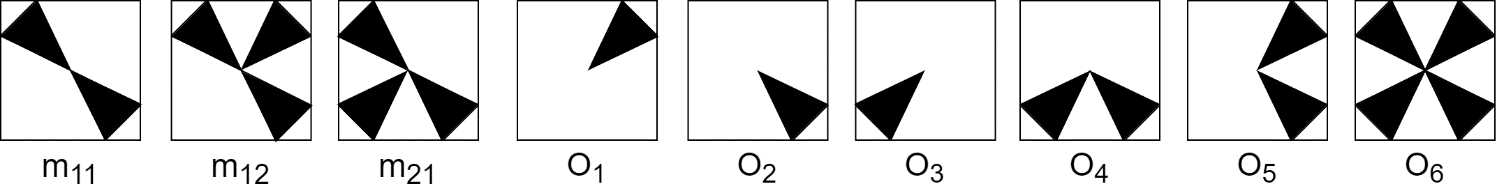 m₁₁ m₁₂ m₂₁ O₁ O₂ O₃ O₄ O₅ O₆